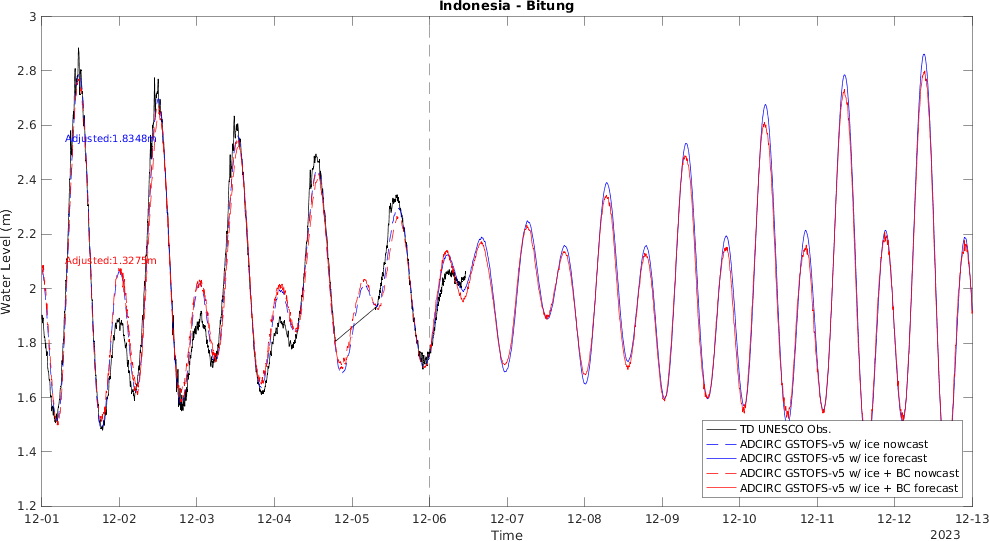 Indonesia - Bitung
Water Level (m)
3
2.8
2.6
2.4
2.2
2
1.8
1.6
1.4
1.2
Adjusted:1.8348m
Adjusted:1.3275m
TD UNESCO Obs.
ADCIRC GSTOFS-v5 w/ ice nowcast
ADCIRC GSTOFS-v5 w/ ice forecast
ADCIRC GSTOFS-v5 w/ ice + BC nowcast
ADCIRC GSTOFS-v5 w/ ice + BC forecast
12-01 12-02 12-03 12-04 12-05 12-06 12-07 12-08 12-09 12-10 12-11 12-12 12-13
2023
Time